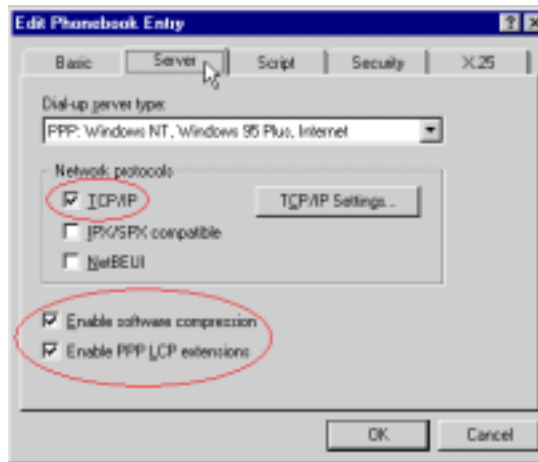 Edit Phonebook Entry
Basic Server Script Security X.25
Dial-up server type:
PPP: Windows NT, Windows 95 Plus, Internet
Network protocols
TCP/IP TCP/IP Settings...
IPX/SPX compatible
NetBEUI
Enable software compression
Enable PPP LCP extensions
OK Cancel